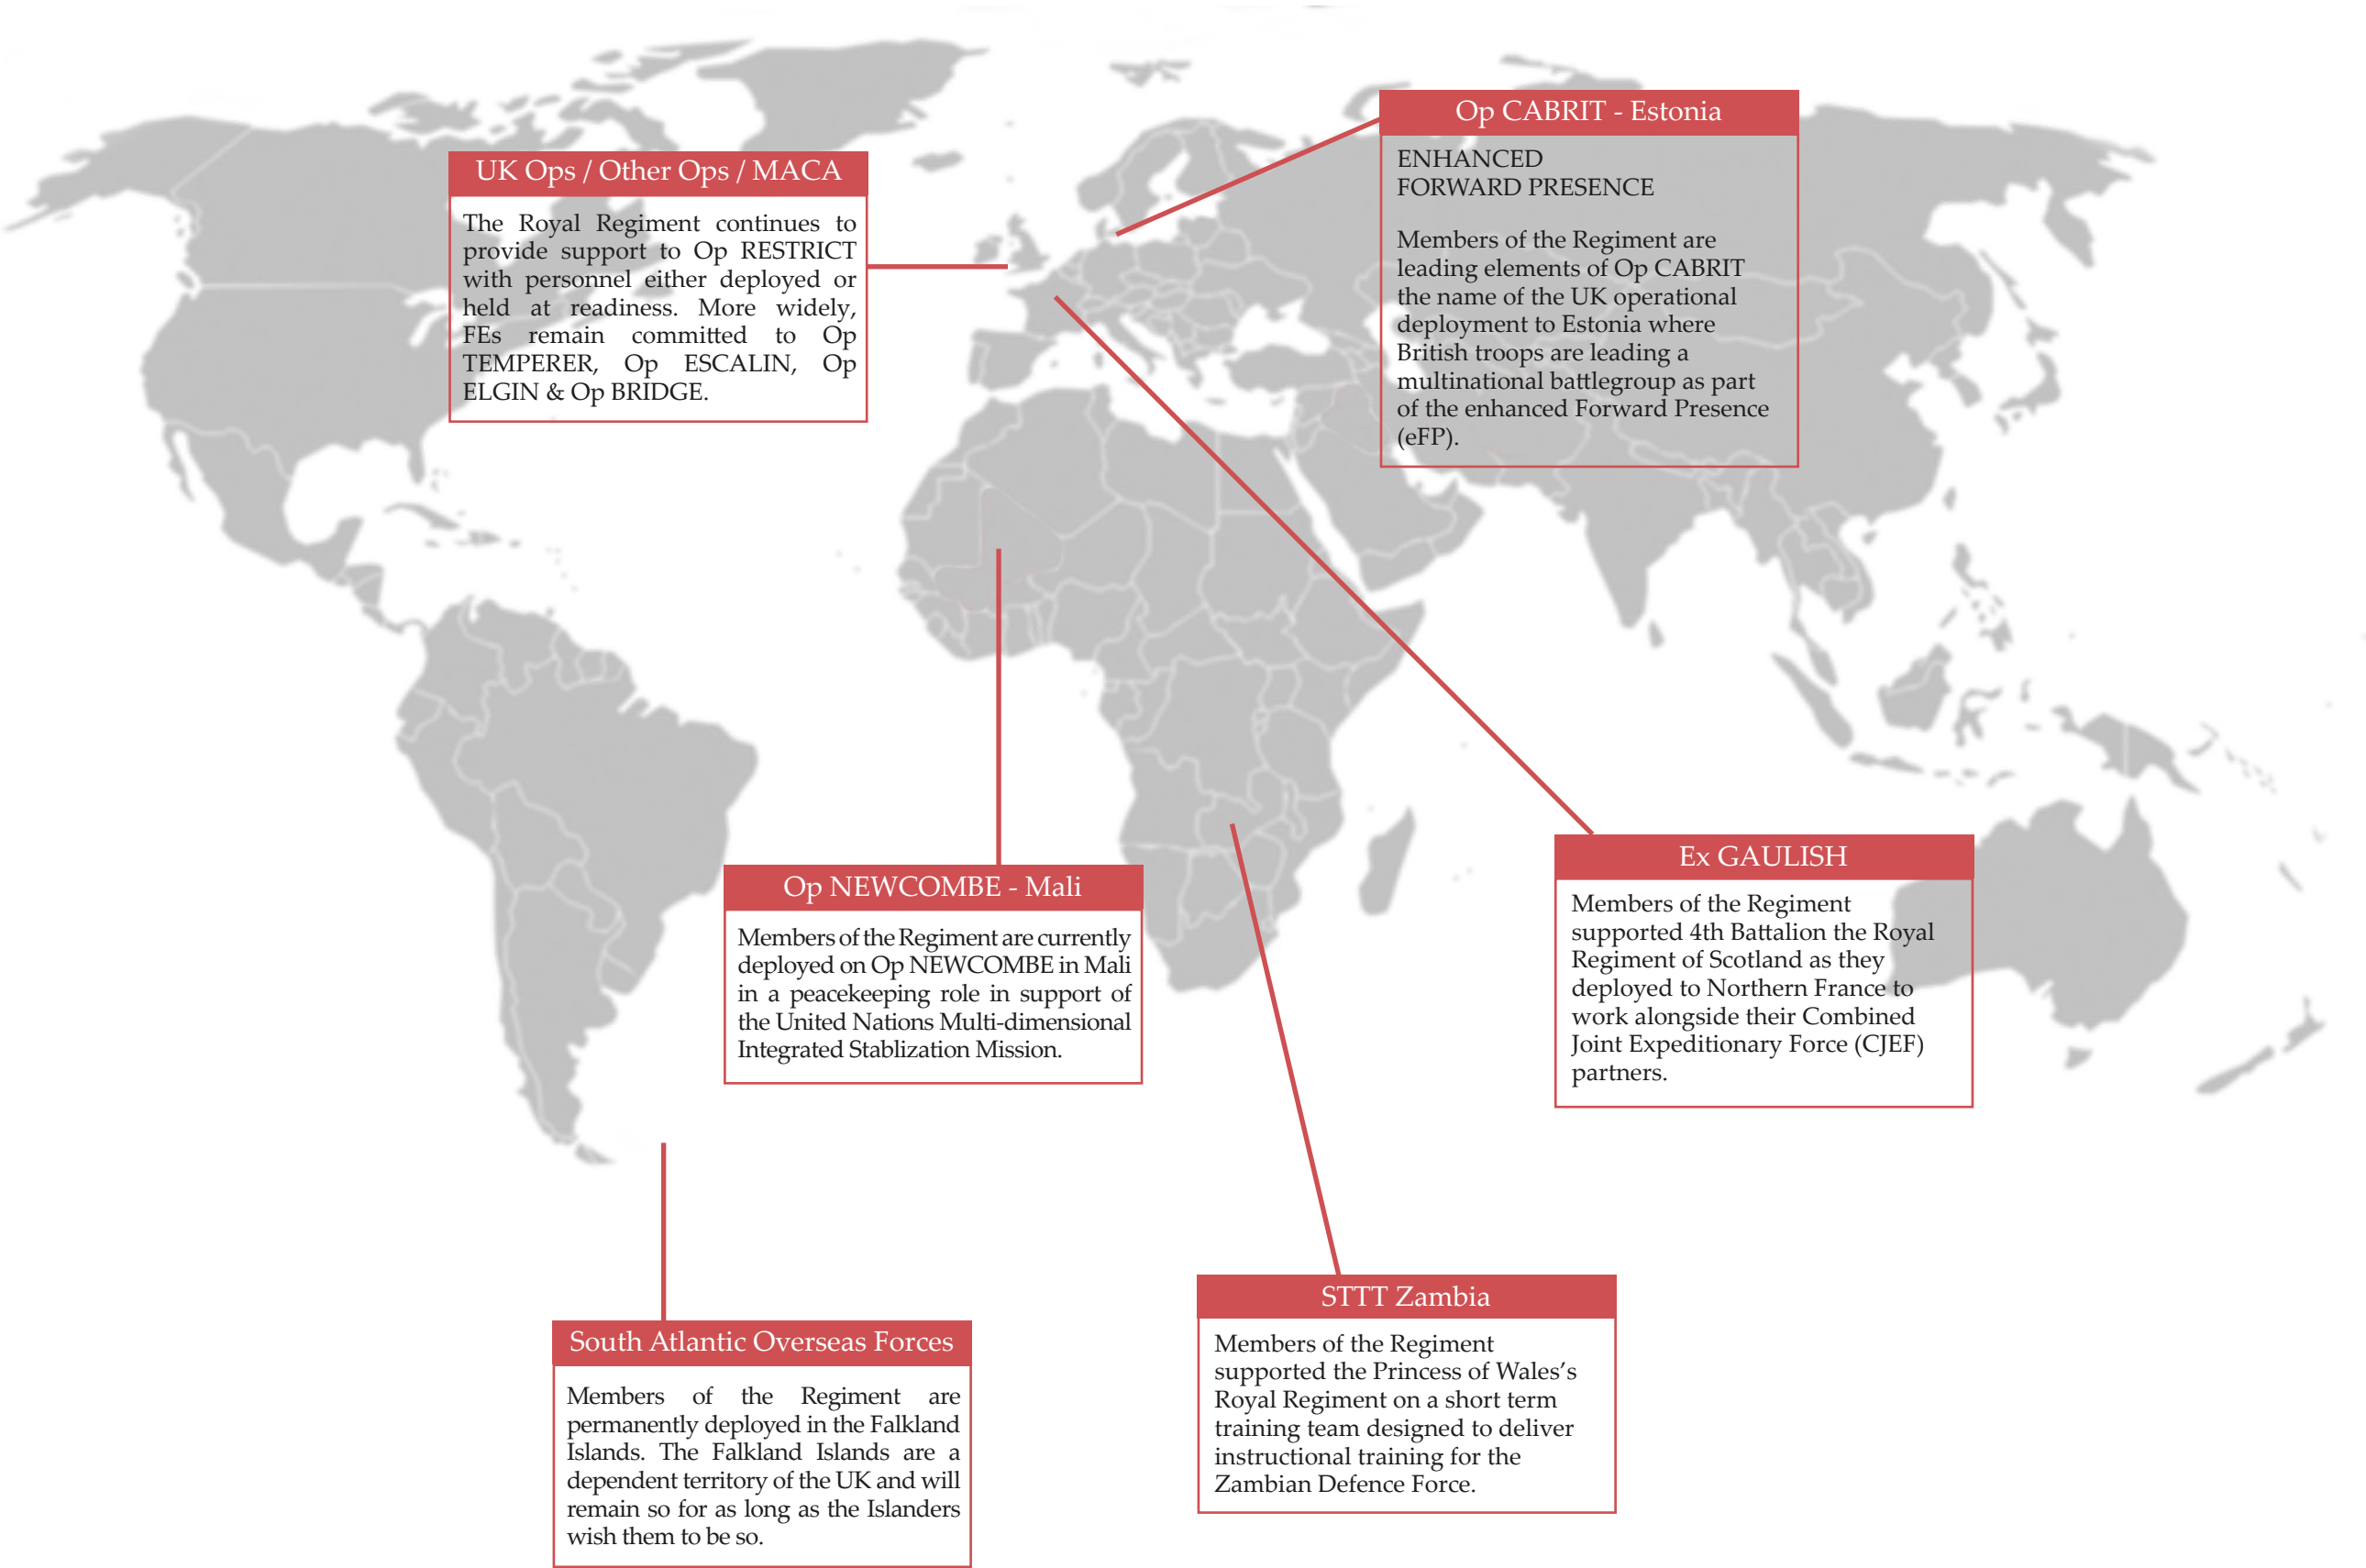 UK Ops / Other Ops / MACA
The Royal Regiment continues to
provide support to Op RESTRICT
with personnel either deployed or
held at readiness. More widely,
FEs remain committed to Op
TEMPERER, Op ESCALIN, Op
ELGIN & Op BRIDGE.
Op CABRIT - Estonia
ENHANCED
FORWARD PRESENCE
Members of the Regiment are
leading elements of Op CABRIT
the name of the UK operational
deployment to Estonia where
British troops are leading a
multinational battlegroup as part
of the enhanced Forward Presence
(eFP).
Op NEWCOMBE - Mali
Members of the Regiment are currently
deployed on Op NEWCOMBE in Mali
in a peacekeeping role in support of
the United Nations Multi-dimensional
Integrated Stablization Mission.
Ex GAULISH
Members of the Regiment
supported 4th Battalion the Royal
Regiment of Scotland as they
deployed to Northern France to
work alongside their Combined
Joint Expeditionary Force (CJEF)
partners.
South Atlantic Overseas Forces
Members of the Regiment are
permanently deployed in the Falkland
Islands. The Falkland Islands are a
dependent territory of the UK and will
remain so for as long as the Islanders
wish them to be so.
STTT Zambia
Members of the Regiment
supported the Princess of Wales's
Royal Regiment on a short term
training team designed to deliver
instructional training for the
Zambian Defence Force.